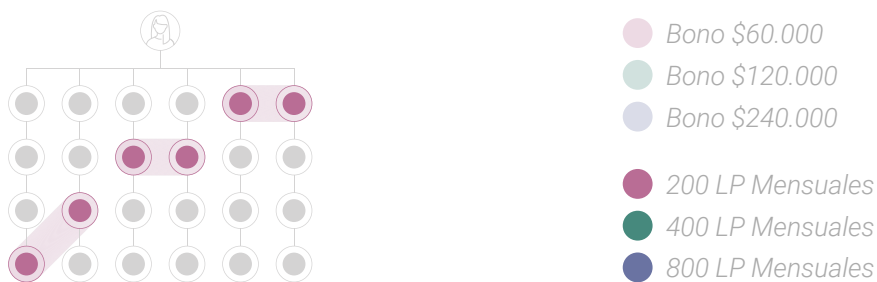 Bono $60.000
Bono $120.000
Bono $240.000
200 LP Mensuales
400 LP Mensuales
800 LP Mensuales